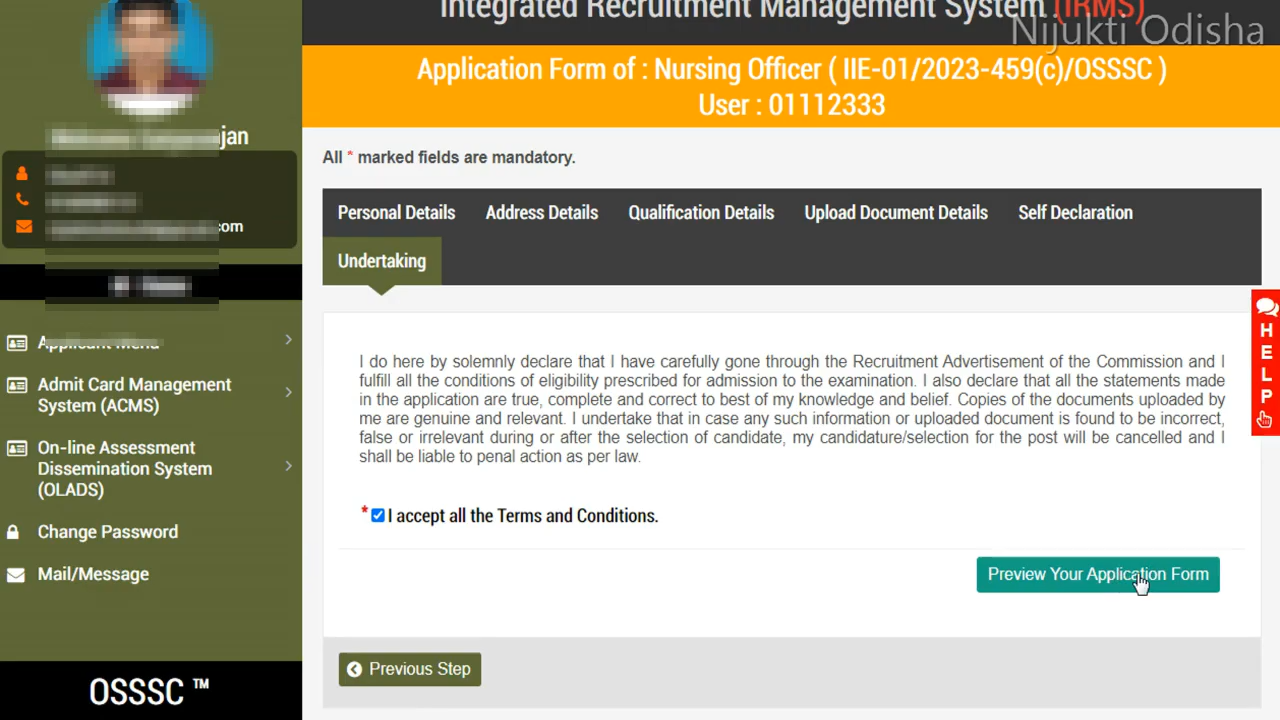 Integrated Recruitment Management System (IRMS)
Nijukti Odisha
Application Form of : Nursing Officer ( IIE-01/2023-459(c)/OSSSC )
User : 01112333
jan
com
All * marked fields are mandatory.
Personal Details
Address Details
Qualification Details
Upload Document Details
Self Declaration
Undertaking
Applicant Menu
Admit Card Management
System (ACMS)
On-line Assessment
Dissemination System
(OLADS)
Change Password
Mail/Message
OSSSC ™
I do here by solemnly declare that I have carefully gone through the Recruitment Advertisement of the Commission and I
fulfill all the conditions of eligibility prescribed for admission to the examination. I also declare that all the statements made
in the application are true, complete and correct to best of my knowledge and belief. Copies of the documents uploaded by
me are genuine and relevant. I undertake that in case any such information or uploaded document is found to be incorrect,
false or irrelevant during or after the selection of candidate, my candidature/selection for the post will be cancelled and I
shall be liable to penal action as per law.
* I accept all the Terms and Conditions.
Preview Your Application Form
Previous Step
HELP